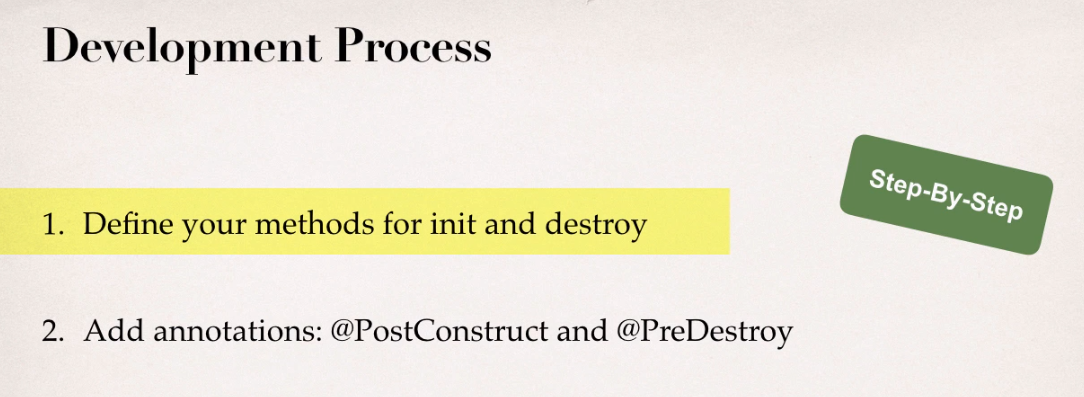 Development Process
Step-By-Step
1. Define your methods for init and destroy
2. Add annotations: @PostConstruct and @PreDestroy